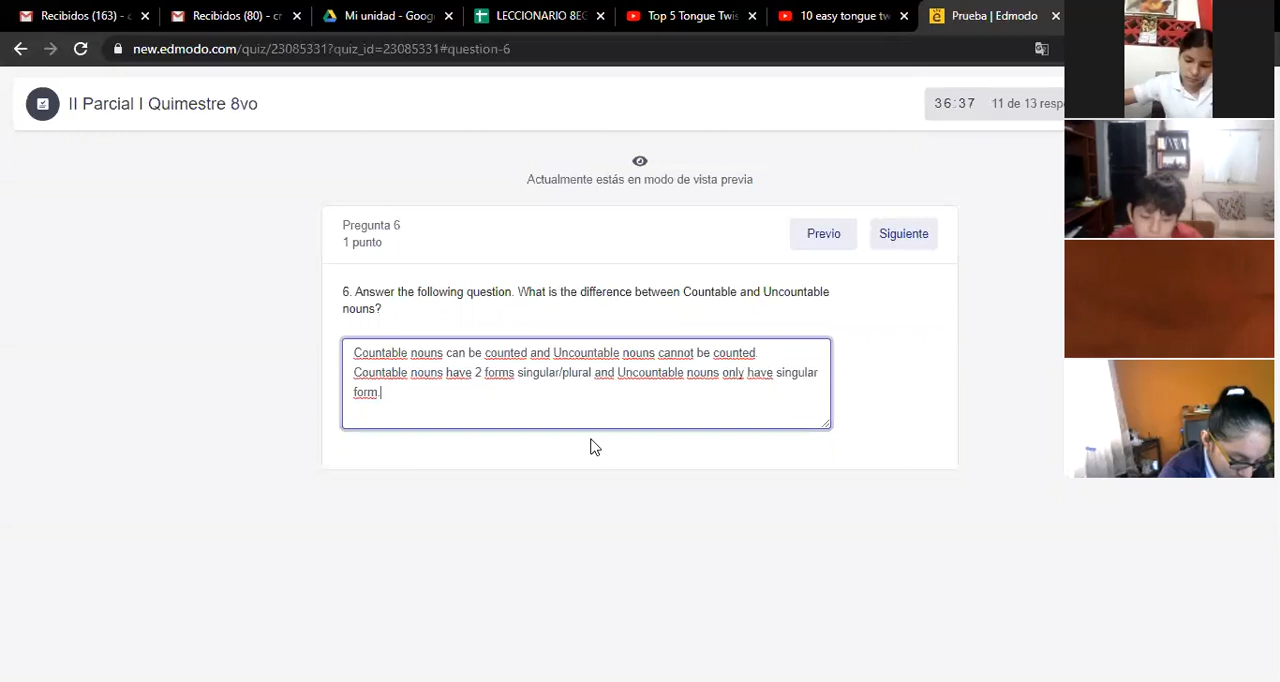 Recibidos (163) - c
Recibidos (80) - cr
Mi unidad - Goog
LECCIONARIO 8EG
Top 5 Tongue Twis
10 easy tongue tw
Prueba | Edmodo
new.edmodo.com/quiz/23085331?quiz_id=23085331#question-6
II Parcial I Quimestre 8vo
36:37
11 de 13 resp
Actualmente estás en modo de vista previa
Pregunta 6
1 punto
Previo
Siguiente
6. Answer the following question. What is the difference between Countable and Uncountable
nouns?
Countable nouns can be counted and Uncountable nouns cannot be counted.
Countable nouns have 2 forms singular/plural and Uncountable nouns only have singular
form.